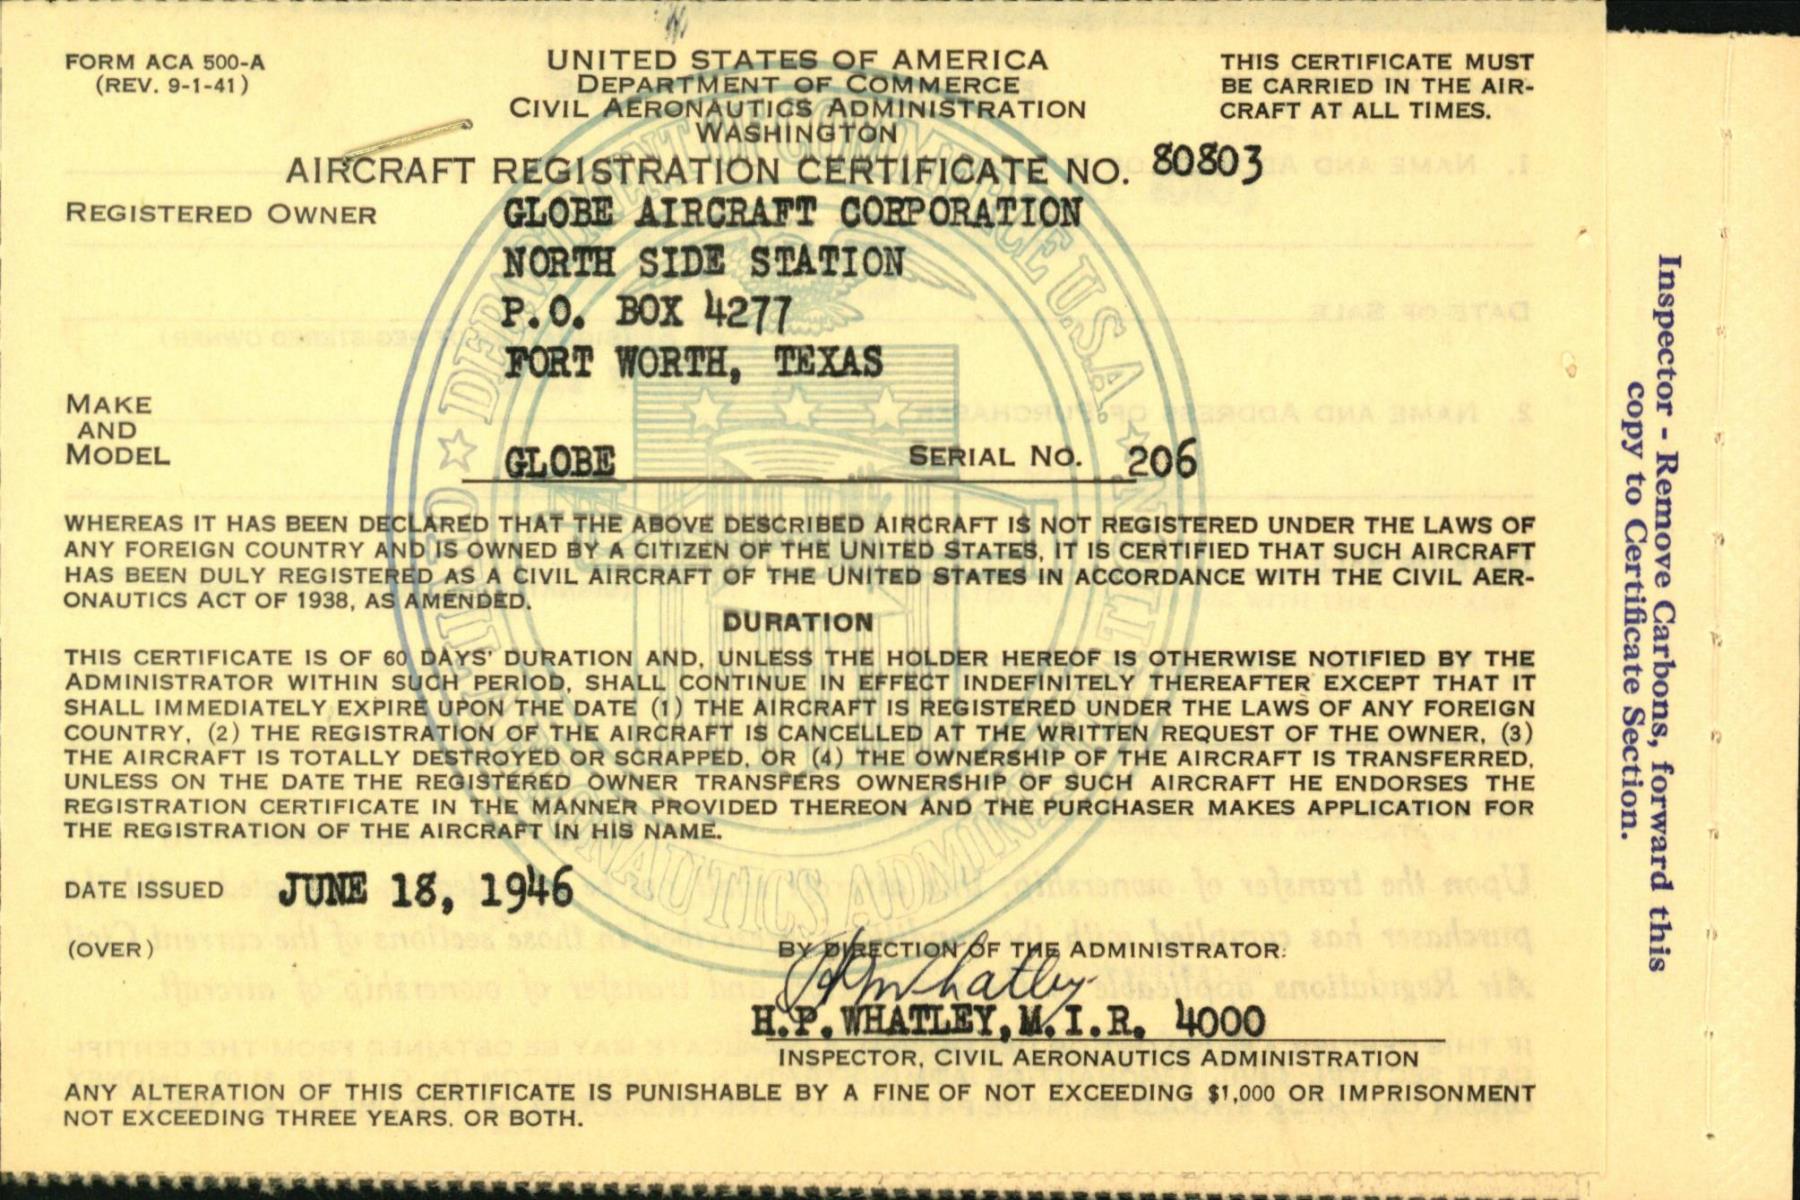 FORM ACA 500-A
(REV. 9-1-41)
UNITED STATES OF AMERICA
DEPARTMENT OF COMMERCE
CIVIL AERONAUTICS ADMINISTRATION
WASHINGTON
THIS CERTIFICATE MUST
BE CARRIED IN THE AIR-
CRAFT AT ALL TIMES.
AIRCRAFT REGISTRATION CERTIFICATE NO. 80803
REGISTERED OWNER
GLOBE AIRCRAFT CORPORATION
NORTH SIDE STATION
P.O. BOX 4277
FORT WORTH, TEXAS
MAKE
AND
MODEL
GLOBE SERIAL NO. 206
WHEREAS IT HAS BEEN DECLARED THAT THE ABOVE DESCRIBED AIRCRAFT IS NOT REGISTERED UNDER THE LAWS OF
ANY FOREIGN COUNTRY AND IS OWNED BY A CITIZEN OF THE UNITED STATES, IT IS CERTIFIED THAT SUCH AIRCRAFT
HAS BEEN DULY REGISTERED AS A CIVIL AIRCRAFT OF THE UNITED STATES IN ACCORDANCE WITH THE CIVIL AER-
ONAUTICS ACT OF 1938, AS AMENDED.
DURATION
THIS CERTIFICATE IS OF 60 DAYS' DURATION AND, UNLESS THE HOLDER HEREOF IS OTHERWISE NOTIFIED BY THE
ADMINISTRATOR WITHIN SUCH PERIOD, SHALL CONTINUE IN EFFECT INDEFINITELY THEREAFTER EXCEPT THAT IT
SHALL IMMEDIATELY EXPIRE UPON THE DATE (1) THE AIRCRAFT IS REGISTERED UNDER THE LAWS OF ANY FOREIGN
COUNTRY, (2) THE REGISTRATION OF THE AIRCRAFT IS CANCELLED AT THE WRITTEN REQUEST OF THE OWNER, (3)
THE AIRCRAFT IS TOTALLY DESTROYED OR SCRAPPED, OR (4) THE OWNERSHIP OF THE AIRCRAFT IS TRANSFERRED,
UNLESS ON THE DATE THE REGISTERED OWNER TRANSFERS OWNERSHIP OF SUCH AIRCRAFT HE ENDORSES THE
REGISTRATION CERTIFICATE IN THE MANNER PROVIDED THEREON AND THE PURCHASER MAKES APPLICATION FOR
THE REGISTRATION OF THE AIRCRAFT IN HIS NAME.
DATE ISSUED JUNE 18, 1946
(OVER)
BY DIRECTION OF THE ADMINISTRATOR:
H P Whatley
H.P. WHATLEY, M.I.R. 4000
INSPECTOR, CIVIL AERONAUTICS ADMINISTRATION
ANY ALTERATION OF THIS CERTIFICATE IS PUNISHABLE BY A FINE OF NOT EXCEEDING $1,000 OR IMPRISONMENT
NOT EXCEEDING THREE YEARS. OR BOTH.
Inspector - Remove Carbons, forward this
copy to Certificate Section.